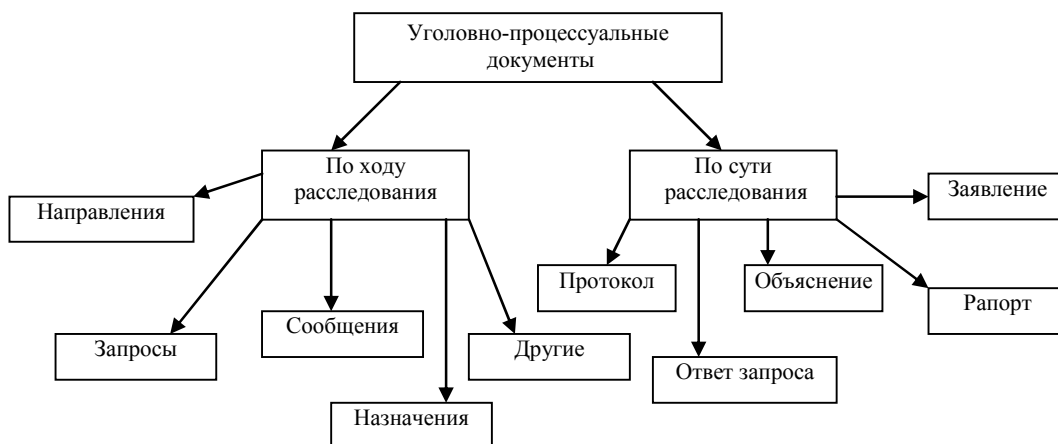 Уголовно-процессуальные
документы
По ходу
расследования
По сути
расследования
Направления
Запросы
Сообщения
Назначения
Другие
Протокол
Ответ запроса
Объяснение
Заявление
Рапорт